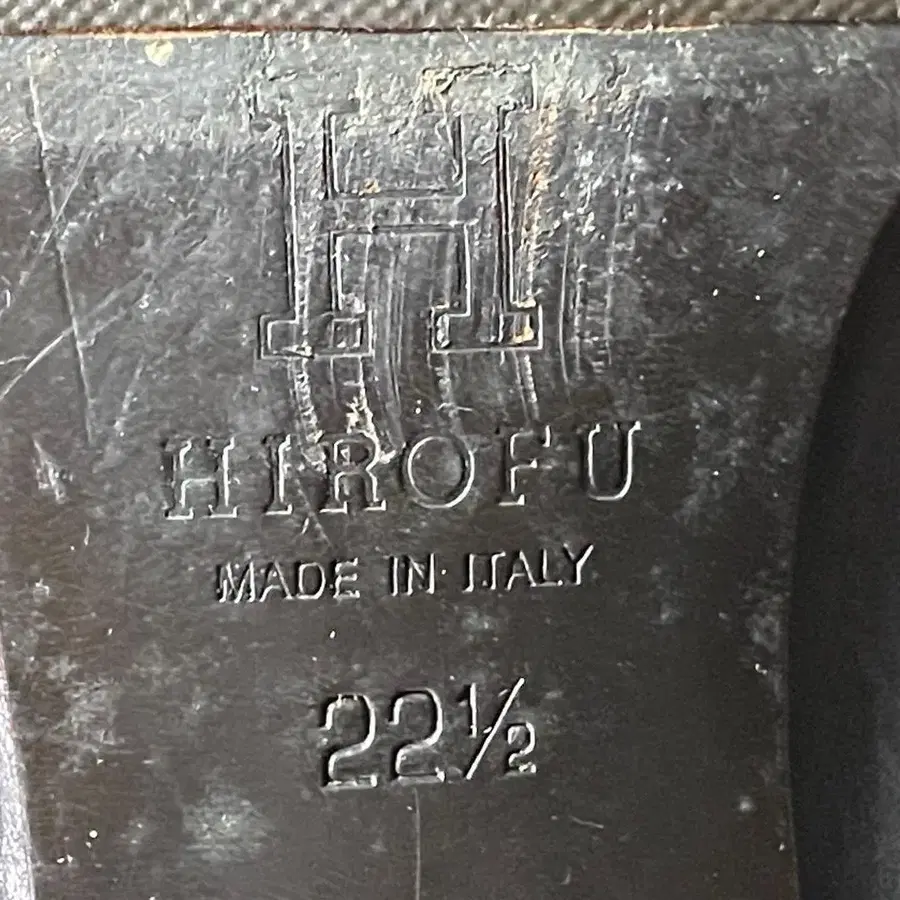 H
HIROFU
MADE IN ITALY
22½